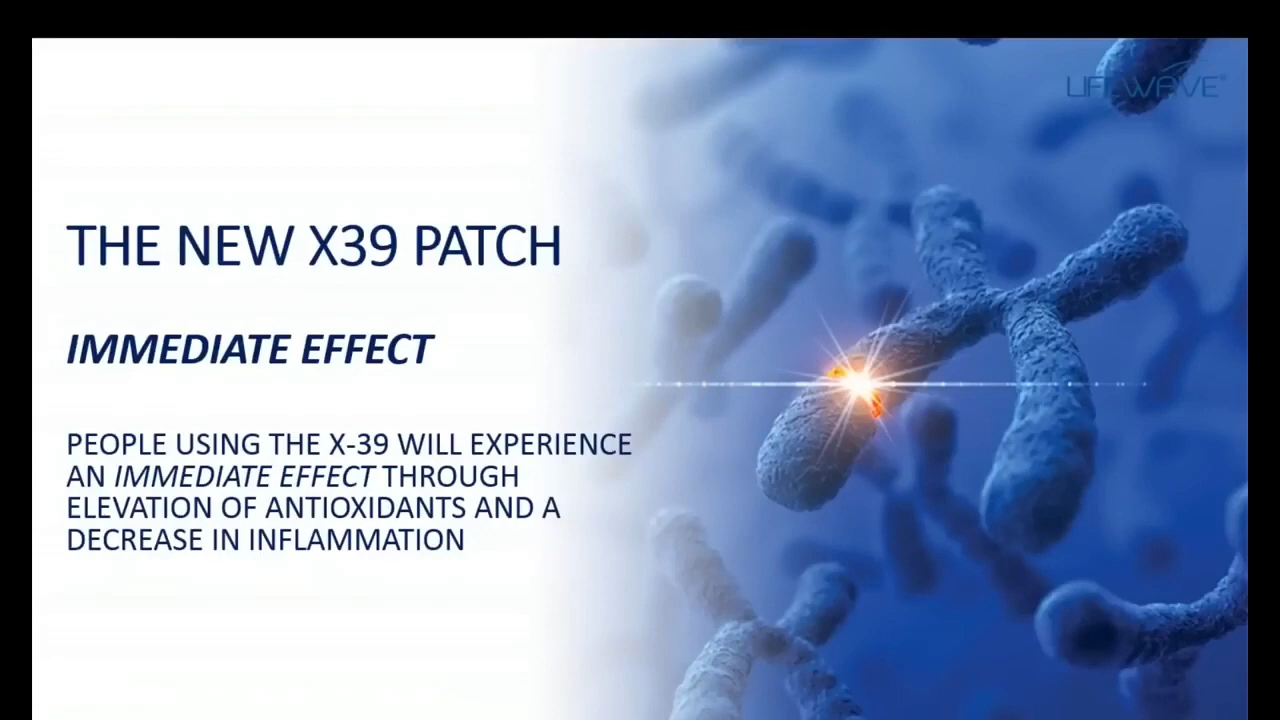 LIFEWAVE®
THE NEW X39 PATCH
IMMEDIATE EFFECT
PEOPLE USING THE X-39 WILL EXPERIENCE
AN IMMEDIATE EFFECT THROUGH
ELEVATION OF ANTIOXIDANTS AND A
DECREASE IN INFLAMMATION